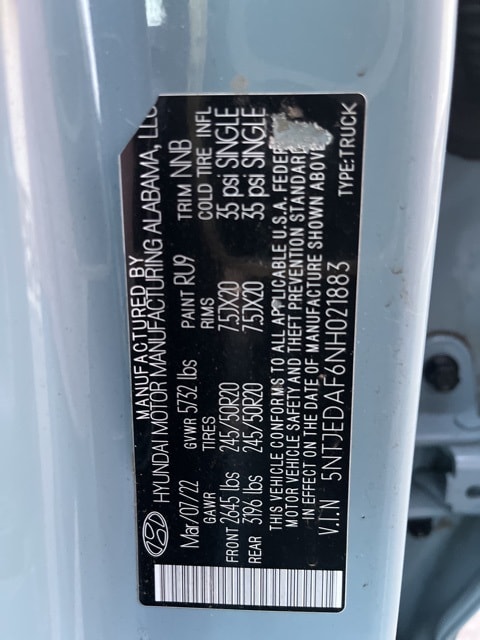 MANUFACTURED BY
HYUNDAI MOTOR MANUFACTURING ALABAMA, LLC
Mar/07/22 GVWR 5732 lbs PAINT RU9 TRIM NNB
GAWR TIRES RIMS COLD TIRE INFL
FRONT 2645 lbs 245/50R20 7.5JX20 35 psi SINGLE
REAR 3196 lbs 245/50R20 7.5JX20 35 psi SINGLE
THIS VEHICLE CONFORMS TO ALL APPLICABLE U.S.A. FEDER
MOTOR VEHICLE SAFETY AND THEFT PREVENTION STANDARD
IN EFFECT ON THE DATE OF MANUFACTURE SHOWN ABOVE
V.I.N 5NTJEDAF6NH021883 TYPE:TRUCK